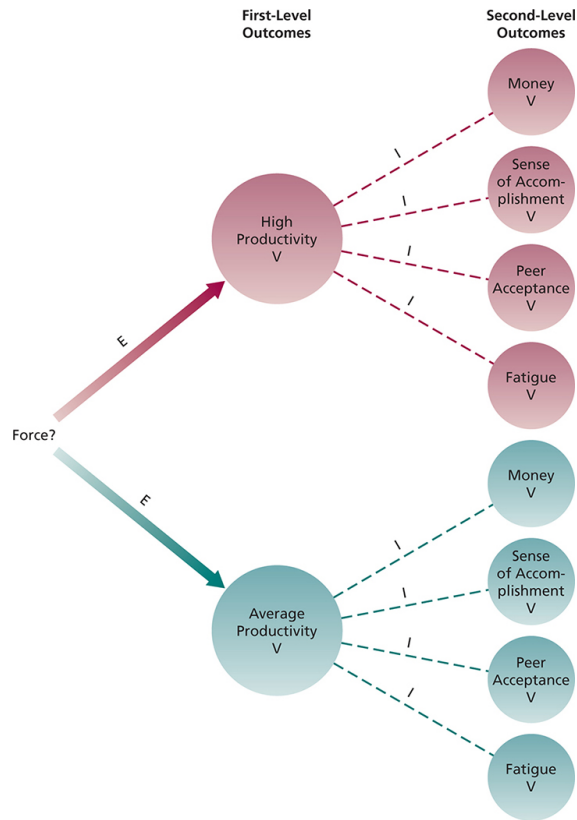 First-Level
Outcomes
Second-Level
Outcomes
Money
V
I
Sense
of Accom-
plishment
V
I
High
Productivity
V
I
Peer
Acceptance
V
I
E
Fatigue
V
Force?
Money
V
E
I
Sense
of Accom-
plishment
V
I
Average
Productivity
V
I
Peer
Acceptance
V
I
Fatigue
V